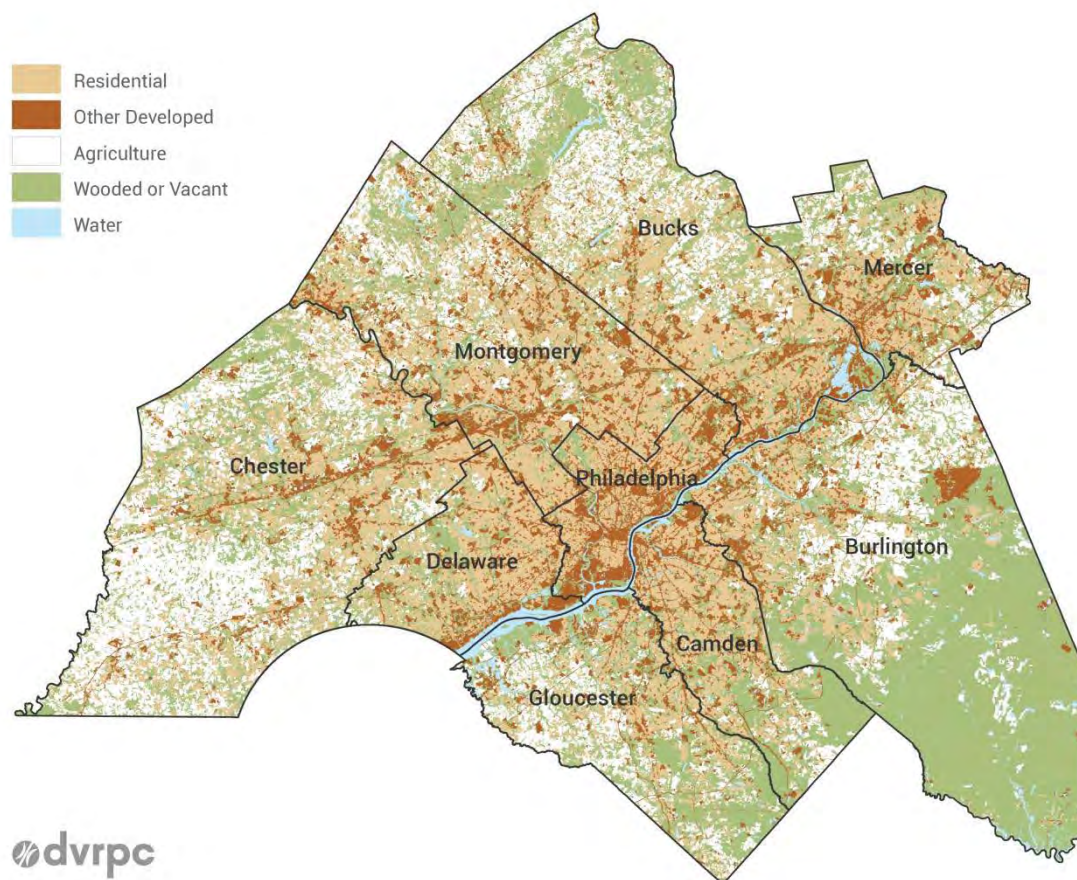 Residential
Other Developed
Agriculture
Wooded or Vacant
Water
Bucks
Mercer
Montgomery
Chester
Philadelphia
Burlington
Delaware
Camden
Gloucester
dvrpc